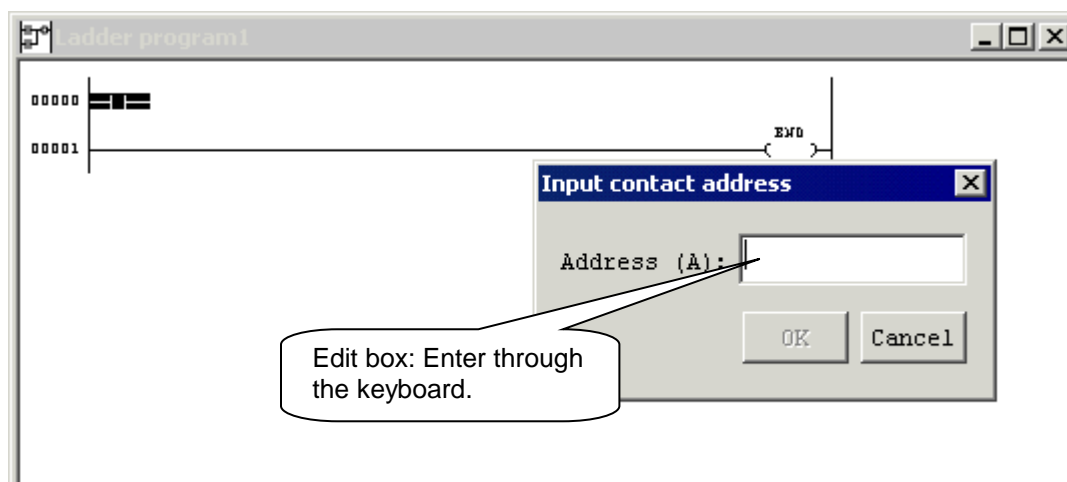 Ladder program1
00000
00001
END
Input contact address
Address (A):
OK
Cancel
Edit box: Enter through
the keyboard.